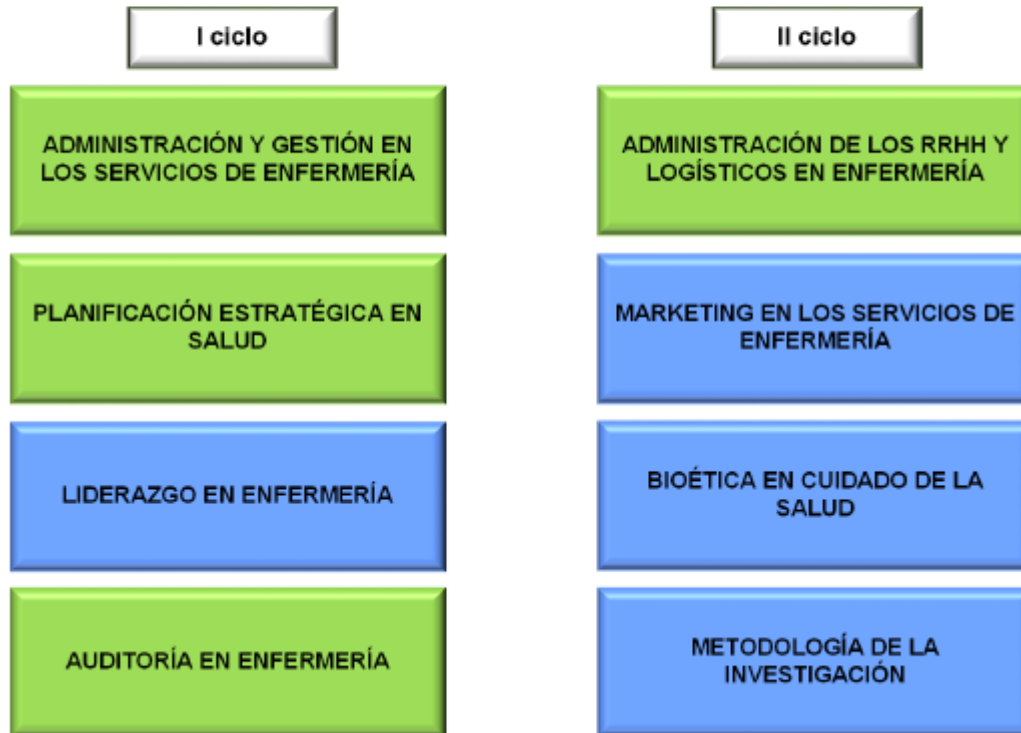 I ciclo
ADMINISTRACIÓN Y GESTIÓN EN
LOS SERVICIOS DE ENFERMERÍA
PLANIFICACIÓN ESTRATÉGICA EN
SALUD
LIDERAZGO EN ENFERMERÍA
AUDITORÍA EN ENFERMERÍA
II ciclo
ADMINISTRACIÓN DE LOS RRHH Y
LOGÍSTICOS EN ENFERMERÍA
MARKETING EN LOS SERVICIOS DE
ENFERMERÍA
BIOÉTICA EN CUIDADO DE LA
SALUD
METODOLOGÍA DE LA
INVESTIGACIÓN